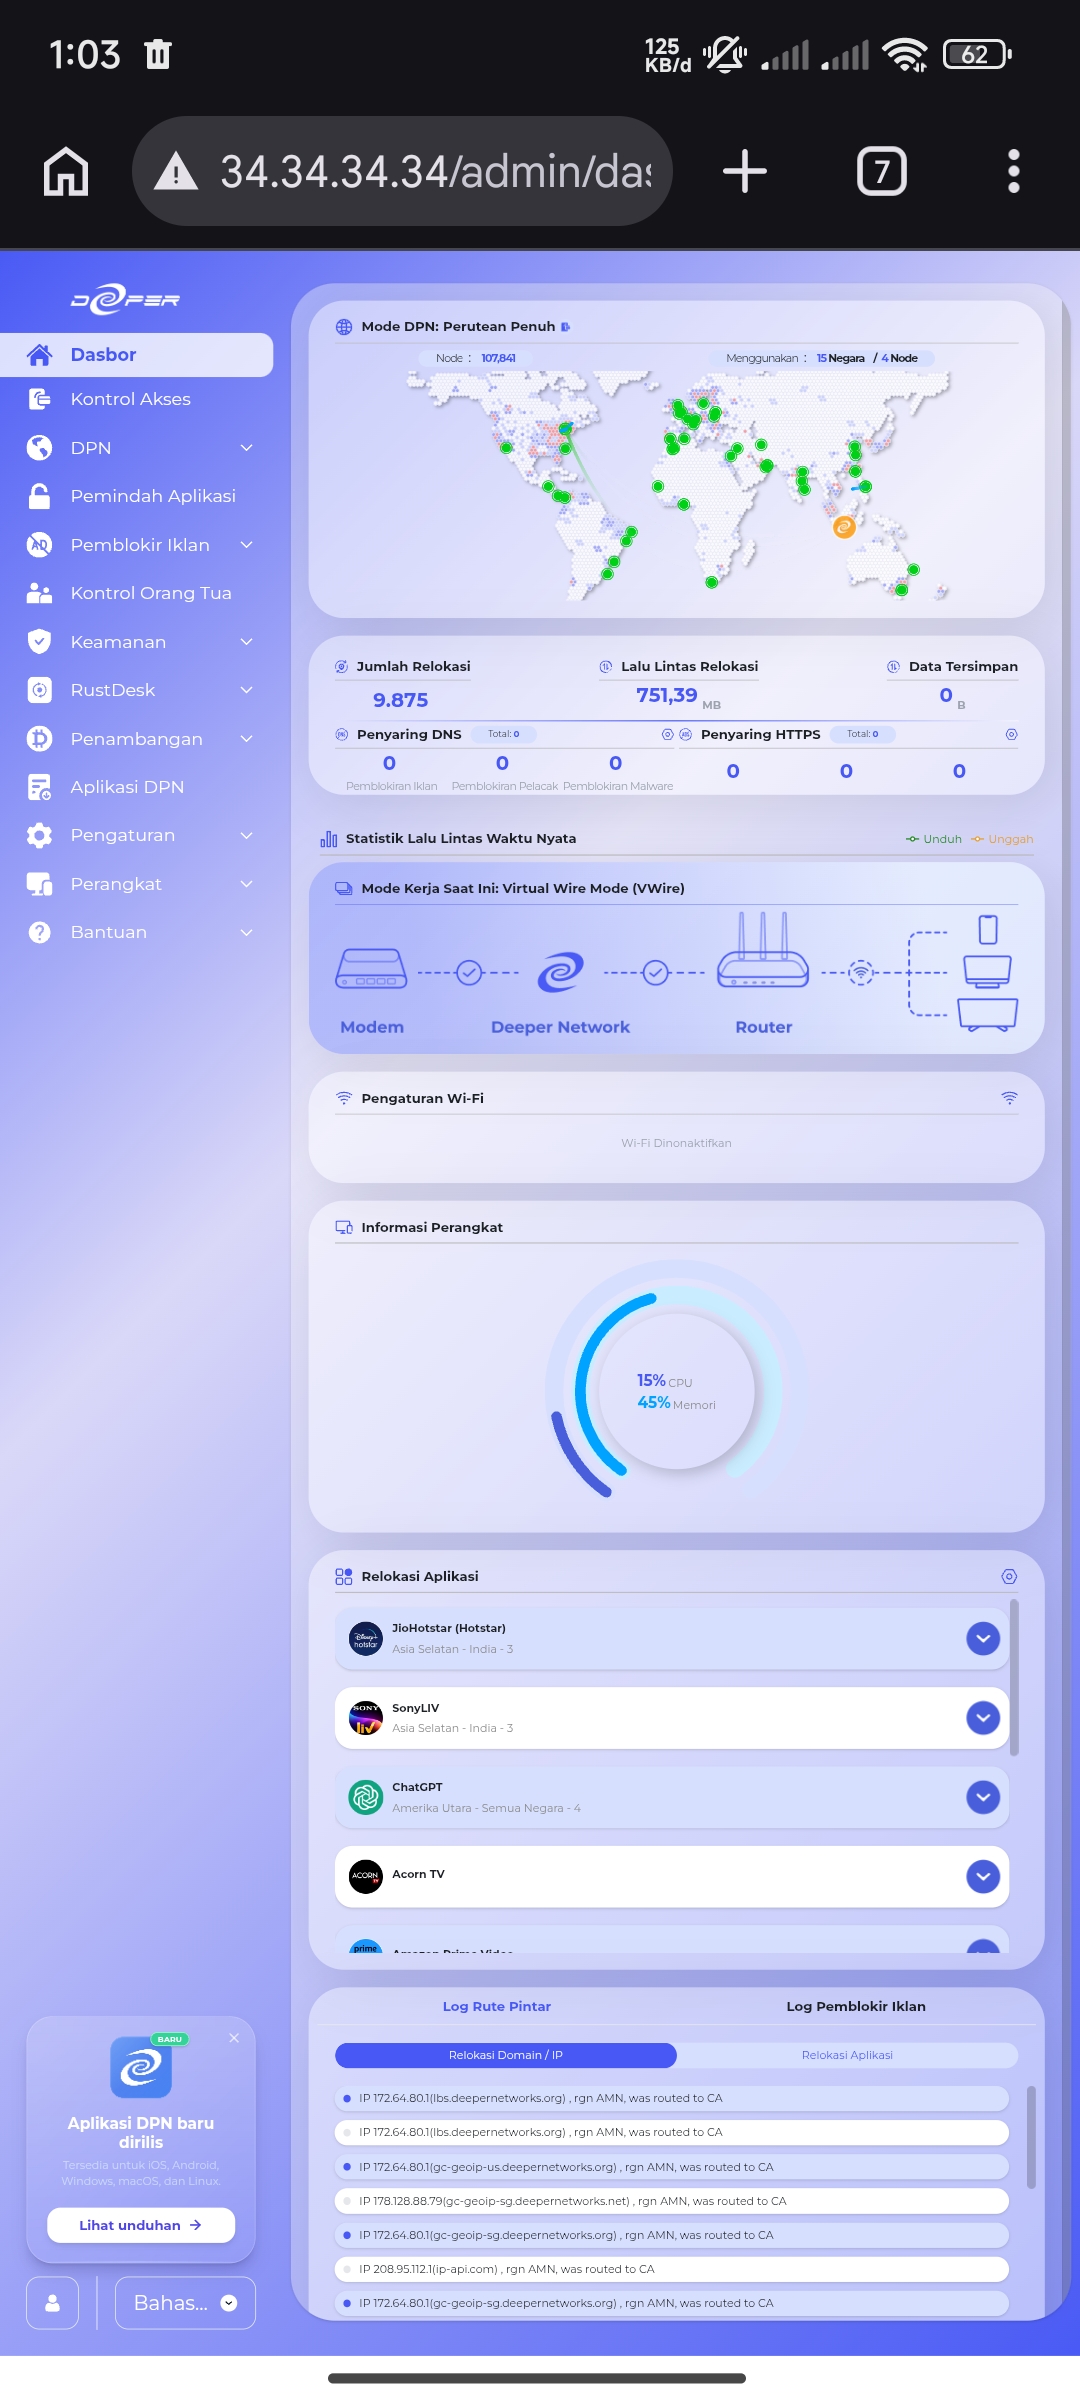 1:03
125
KB/d
62
34.34.34.34/admin/das
7
DEEPER
Dasbor
Kontrol Akses
DPN
Pemindah Aplikasi
AD
Pemblokir Iklan
Kontrol Orang Tua
Keamanan
RustDesk
Penambangan
Aplikasi DPN
Pengaturan
Perangkat
Bantuan
BARU
Aplikasi DPN baru
dirilis
Tersedia untuk iOS, Android,
Windows, macOS, dan Linux.
Lihat unduhan →
Bahas...
Mode DPN: Perutean Penuh
Node : 107,841
Menggunakan : 15 Negara / 4 Node
Jumlah Relokasi
9.875
Lalu Lintas Relokasi
751,39 MB
Data Tersimpan
0 B
Penyaring DNS Total: 0
0
0
0
Pemblokiran Iklan Pemblokiran Pelacak Pemblokiran Malware
Penyaring HTTPS Total: 0
0
0
0
Statistik Lalu Lintas Waktu Nyata
Unduh
Unggah
Mode Kerja Saat Ini: Virtual Wire Mode (VWire)
Modem
Deeper Network
Router
Pengaturan Wi-Fi
Wi-Fi Dinonaktifkan
Informasi Perangkat
15% CPU
45% Memori
Relokasi Aplikasi
Disney+
hotstar
JioHotstar (Hotstar)
Asia Selatan - India - 3
SONY
liv
SonyLIV
Asia Selatan - India - 3
ChatGPT
Amerika Utara - Semua Negara - 4
ACORN
TV
Acorn TV
prime
Amazon Prime Video
Log Rute Pintar
Log Pemblokir Iklan
Relokasi Domain / IP
Relokasi Aplikasi
IP 172.64.80.1(lbs.deepernetworks.org) , rgn AMN, was routed to CA
IP 172.64.80.1(lbs.deepernetworks.org) , rgn AMN, was routed to CA
IP 172.64.80.1(gc-geoip-us.deepernetworks.org) , rgn AMN, was routed to CA
IP 178.128.88.79(gc-geoip-sg.deepernetworks.net) , rgn AMN, was routed to CA
IP 172.64.80.1(gc-geoip-sg.deepernetworks.org) , rgn AMN, was routed to CA
IP 208.95.112.1(ip-api.com) , rgn AMN, was routed to CA
IP 172.64.80.1(gc-geoip-sg.deepernetworks.org) , rgn AMN, was routed to CA